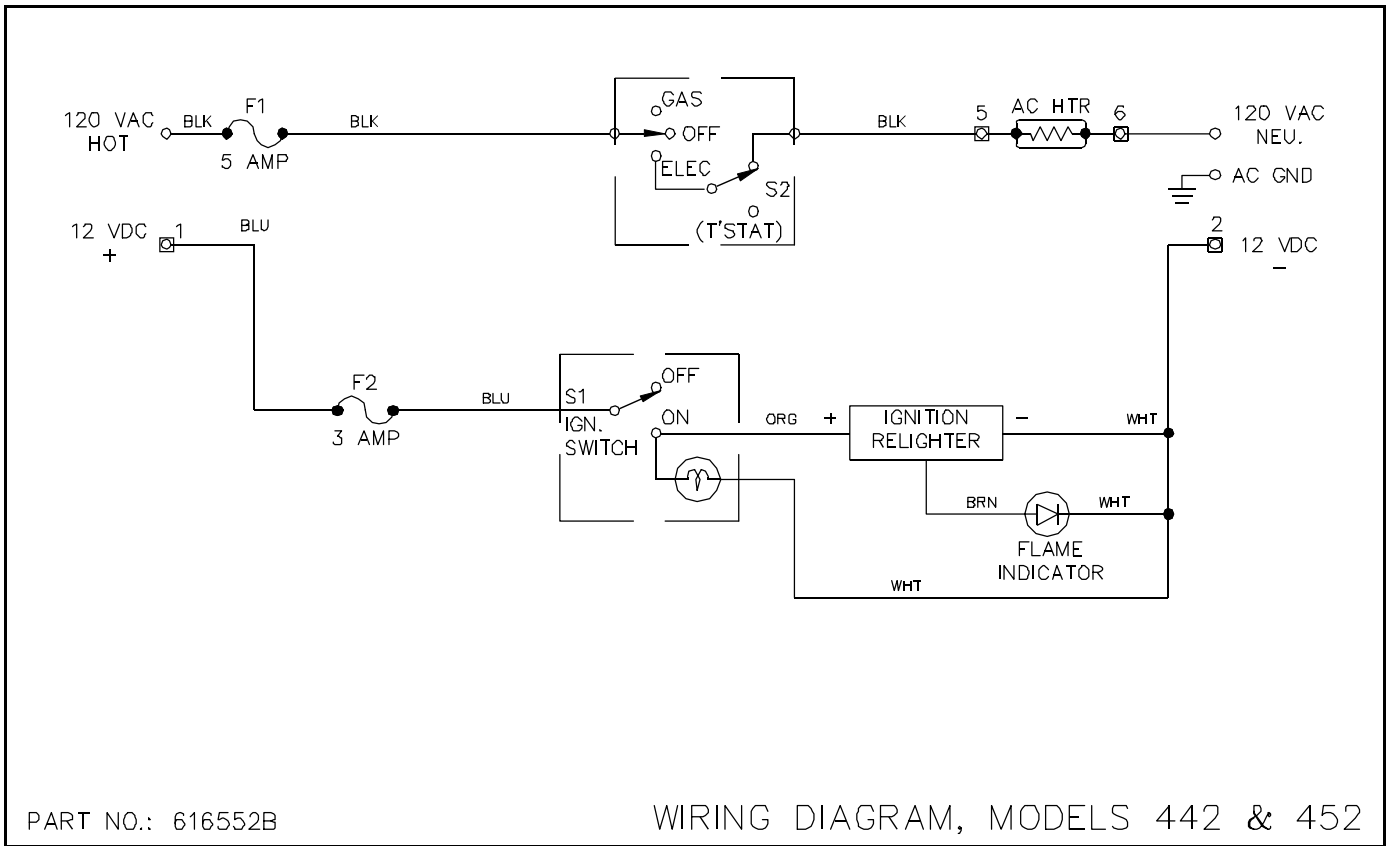 120 VAC
HOT
BLK
F1
5 AMP
BLK
GAS
OFF
ELEC
S2
(T'STAT)
BLK
5
AC HTR
6
120 VAC
NEU.
AC GND
12 VDC
+
1
BLU
2
12 VDC
−
F2
3 AMP
BLU
S1
IGN.
SWITCH
OFF
ON
ORG
+
IGNITION
RELIGHTER
−
WHT
BRN
WHT
FLAME
INDICATOR
WHT
PART NO.: 616552B
WIRING DIAGRAM, MODELS 442 & 452